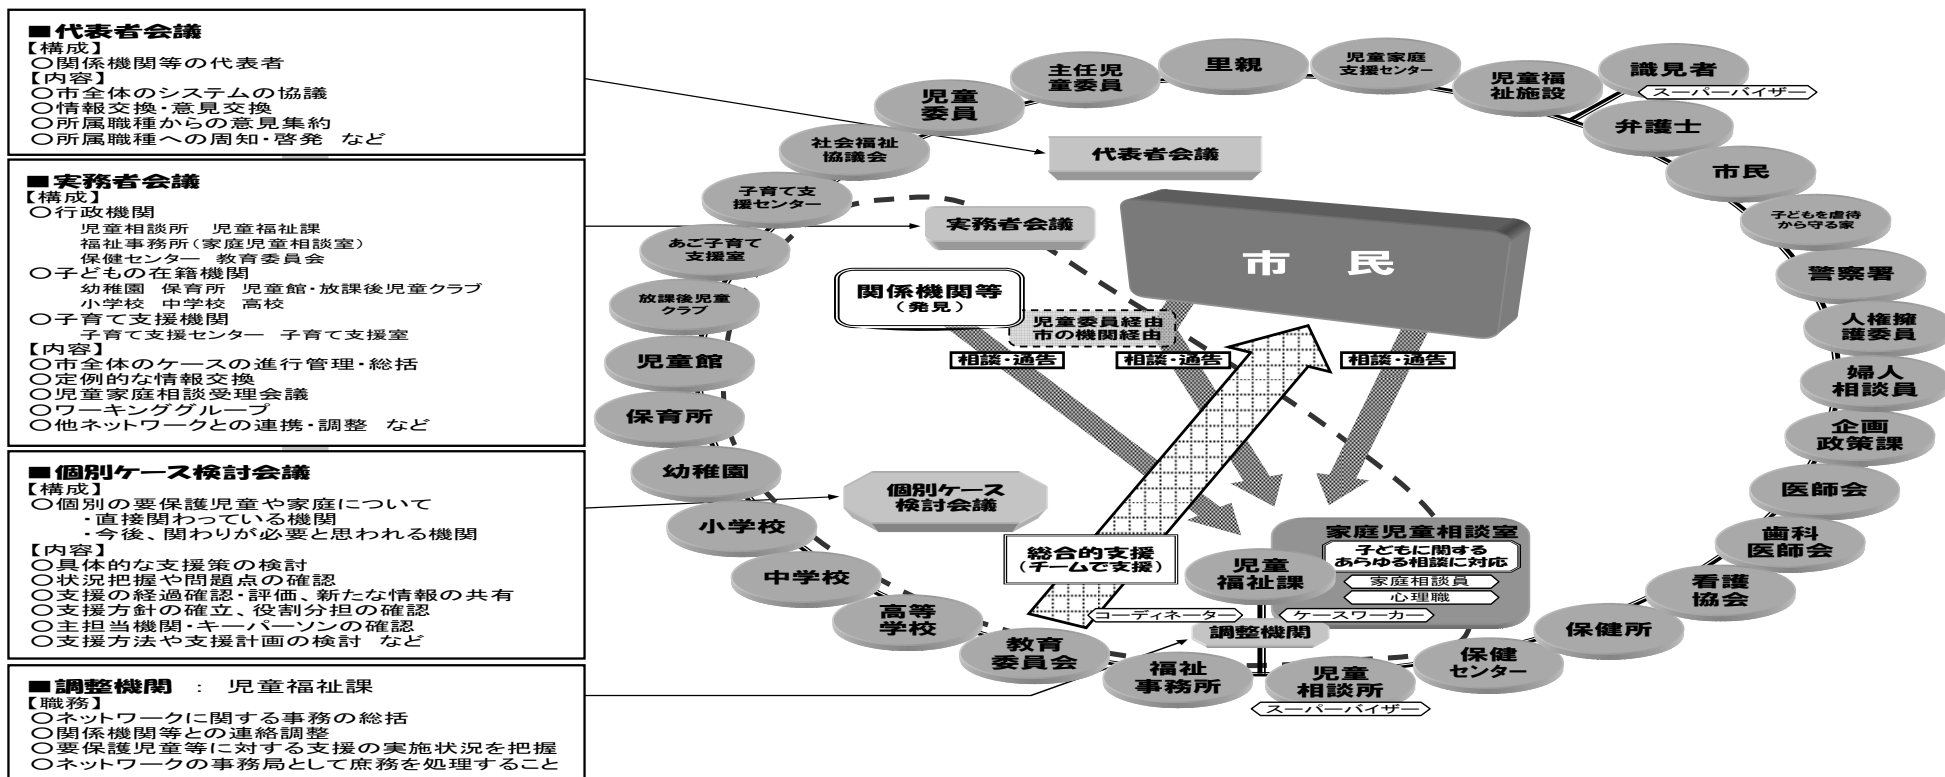 ■代表者会議
【構成】
〇関係機関等の代表者
【内容】
〇市全体のシステムの協議
〇情報交換・意見交換
〇所属職種からの意見集約
〇所属職種への周知・啓発　など
■実務者会議
【構成】
〇行政機関
児童相談所　児童福祉課
福祉事務所（家庭児童相談室）
保健センター　教育委員会
〇子どもの在籍機関
幼稚園　保育所　児童館・放課後児童クラブ
小学校　中学校　高校
〇子育て支援機関
子育て支援センター　子育て支援室
【内容】
〇市全体のケースの進行管理・総括
〇定例的な情報交換
〇児童家庭相談受理会議
〇ワーキンググループ
〇他ネットワークとの連携・調整　など
■個別ケース検討会議
【構成】
〇個別の要保護児童や家庭について
・直接関わっている機関
・今後、関わりが必要と思われる機関
【内容】
〇具体的な支援策の検討
〇状況把握や問題点の確認
〇支援の経過確認・評価、新たな情報の共有
〇支援方針の確立、役割分担の確認
〇主担当機関・キーパーソンの確認
〇支援方法や支援計画の検討　など
■調整機関　：　児童福祉課
【職務】
〇ネットワークに関する事務の総括
〇関係機関等との連絡調整
〇要保護児童等に対する支援の実施状況を把握
〇ネットワークの事務局として庶務を処理すること
里親
児童家庭
支援センター
児童福
祉施設
識見者
スーパーバイザー
弁護士
市民
子どもを虐待
から守る家
警察署
人権擁
護委員
婦人
相談員
企画
政策課
医師会
歯科
医師会
看護
協会
保健所
保健
センター
児童
相談所
スーパーバイザー
福祉
事務所
教育
委員会
高等
学校
中学校
小学校
幼稚園
保育所
児童館
放課後児童
クラブ
あご子育て
支援室
子育て支
援センター
社会福祉
協議会
児童
委員
主任児
童委員
代表者会議
実務者会議
市　民
関係機関等
（発見）
児童委員経由
市の機関経由
相談・通告
相談・通告
相談・通告
個別ケース
検討会議
総合的支援
（チームで支援）
児童
福祉課
家庭児童相談室
子どもに関する
あらゆる相談に対応
家庭相談員
心理職
コーディネーター
ケースワーカー
調整機関